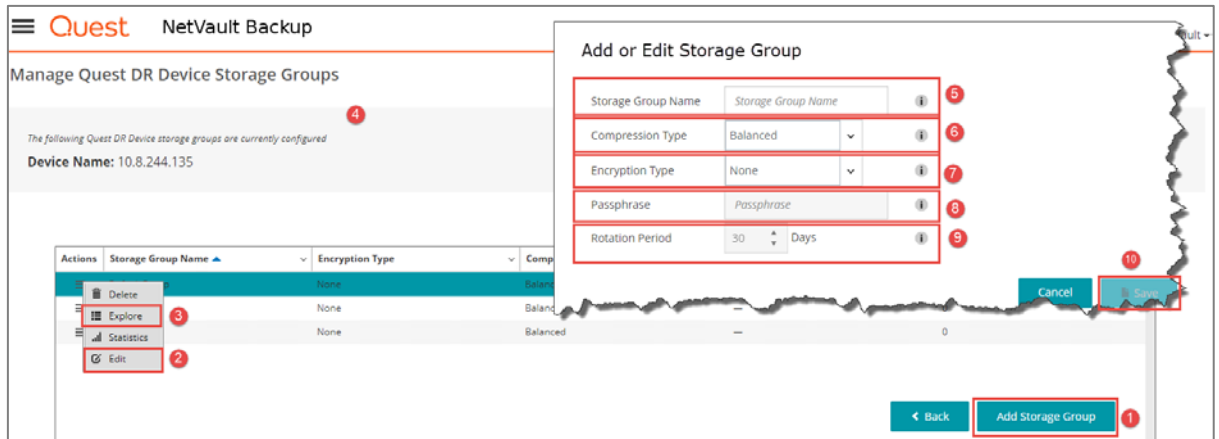 Quest NetVault Backup
ult
Manage Quest DR Device Storage Groups
4
The following Quest DR Device storage groups are currently configured
Device Name: 10.8.244.135
Add or Edit Storage Group
Storage Group Name Storage Group Name i 5
Compression Type Balanced i 6
Encryption Type None i 7
Passphrase Passphrase i 8
Rotation Period 30 Days i 9
10
Cancel Save
Actions Storage Group Name Encryption Type Comp
None Balanc
Delete
None Balanc
Explore 3
None Balanced — 0
Statistics
Edit 2
Back Add Storage Group 1